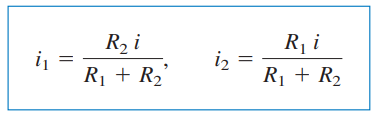 i₁ = R₂ i / (R₁ + R₂), i₂ = R₁ i / (R₁ + R₂)